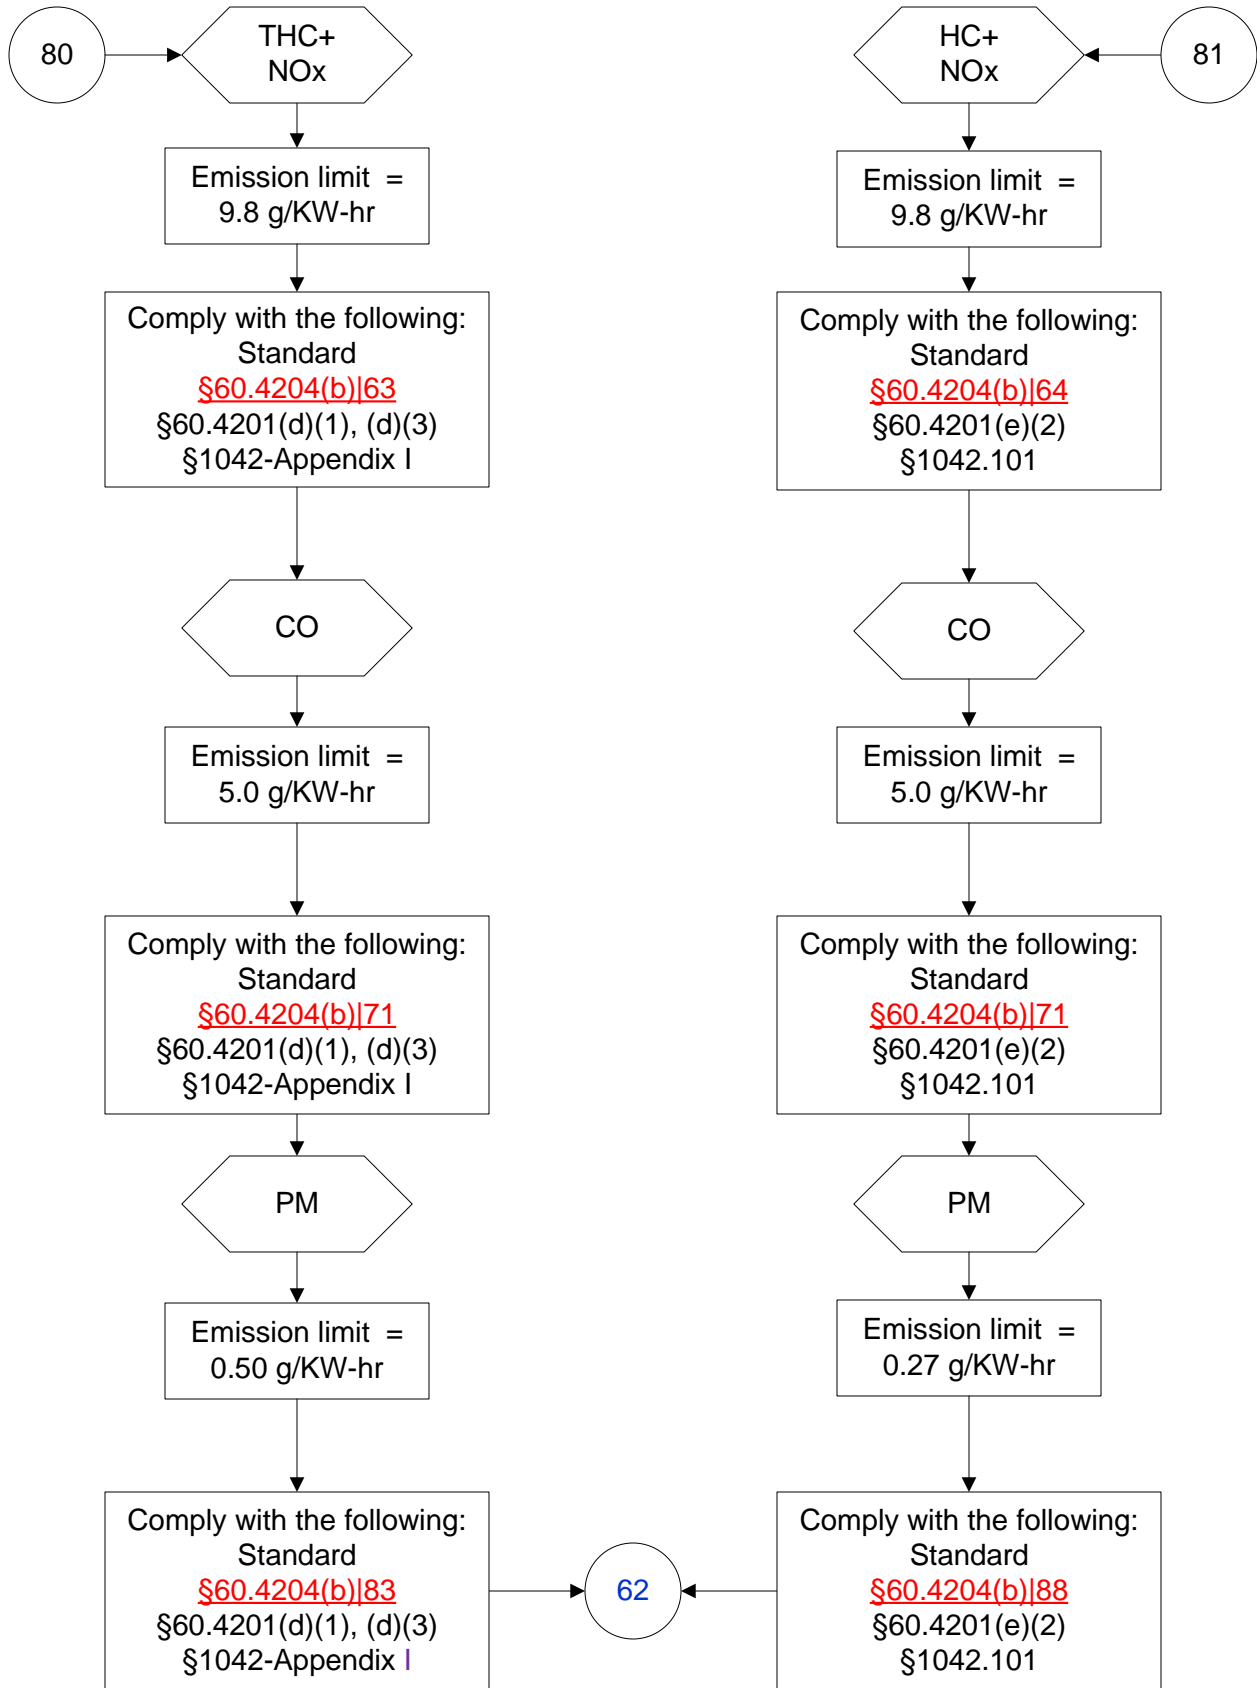 80
THC+
NOx
Emission limit =
9.8 g/KW-hr
Comply with the following:
Standard
§60.4204(b)|63
§60.4201(d)(1), (d)(3)
§1042-Appendix I
CO
Emission limit =
5.0 g/KW-hr
Comply with the following:
Standard
§60.4204(b)|71
§60.4201(d)(1), (d)(3)
§1042-Appendix I
PM
Emission limit =
0.50 g/KW-hr
Comply with the following:
Standard
§60.4204(b)|83
§60.4201(d)(1), (d)(3)
§1042-Appendix I
81
HC+
NOx
Emission limit =
9.8 g/KW-hr
Comply with the following:
Standard
§60.4204(b)|64
§60.4201(e)(2)
§1042.101
CO
Emission limit =
5.0 g/KW-hr
Comply with the following:
Standard
§60.4204(b)|71
§60.4201(e)(2)
§1042.101
PM
Emission limit =
0.27 g/KW-hr
Comply with the following:
Standard
§60.4204(b)|88
§60.4201(e)(2)
§1042.101
62